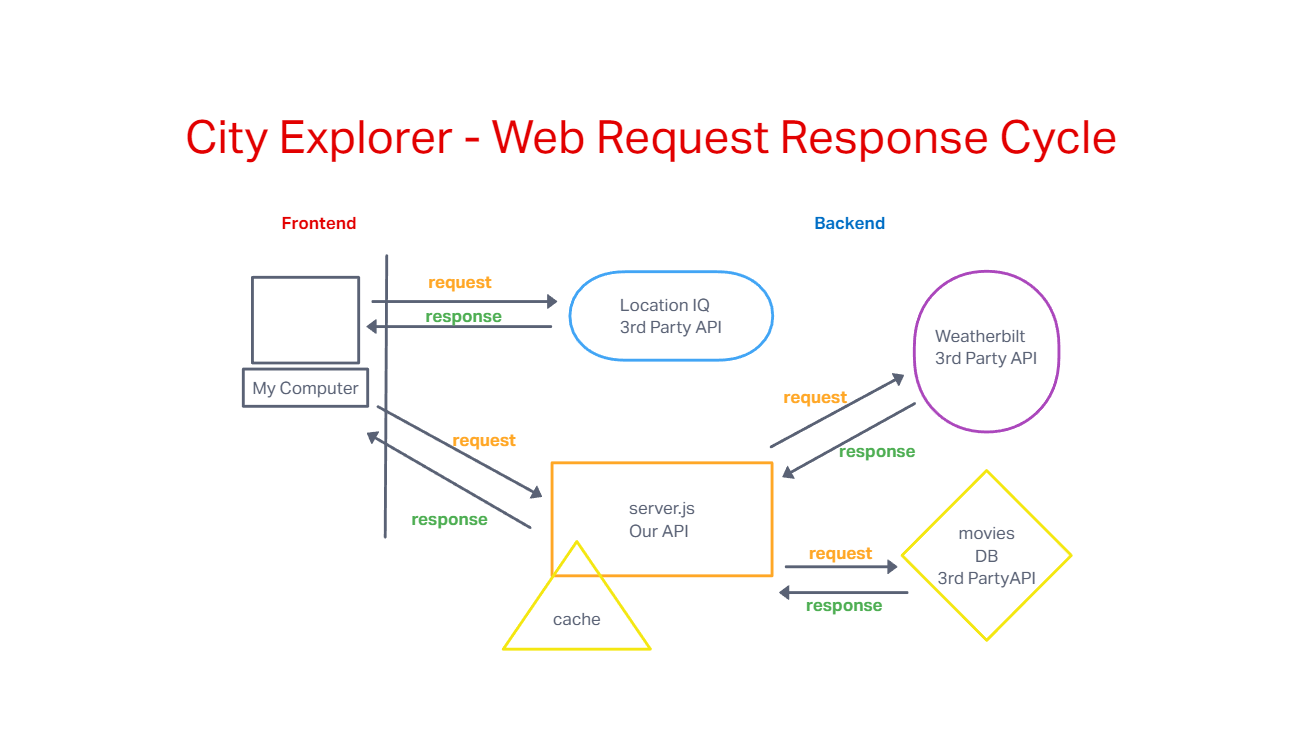 City Explorer - Web Request Response Cycle
Frontend
Backend
request
response
Location IQ
3rd Party API
Weatherbilt
3rd Party API
My Computer
request
response
request
response
server.js
Our API
cache
request
response
movies
DB
3rd PartyAPI